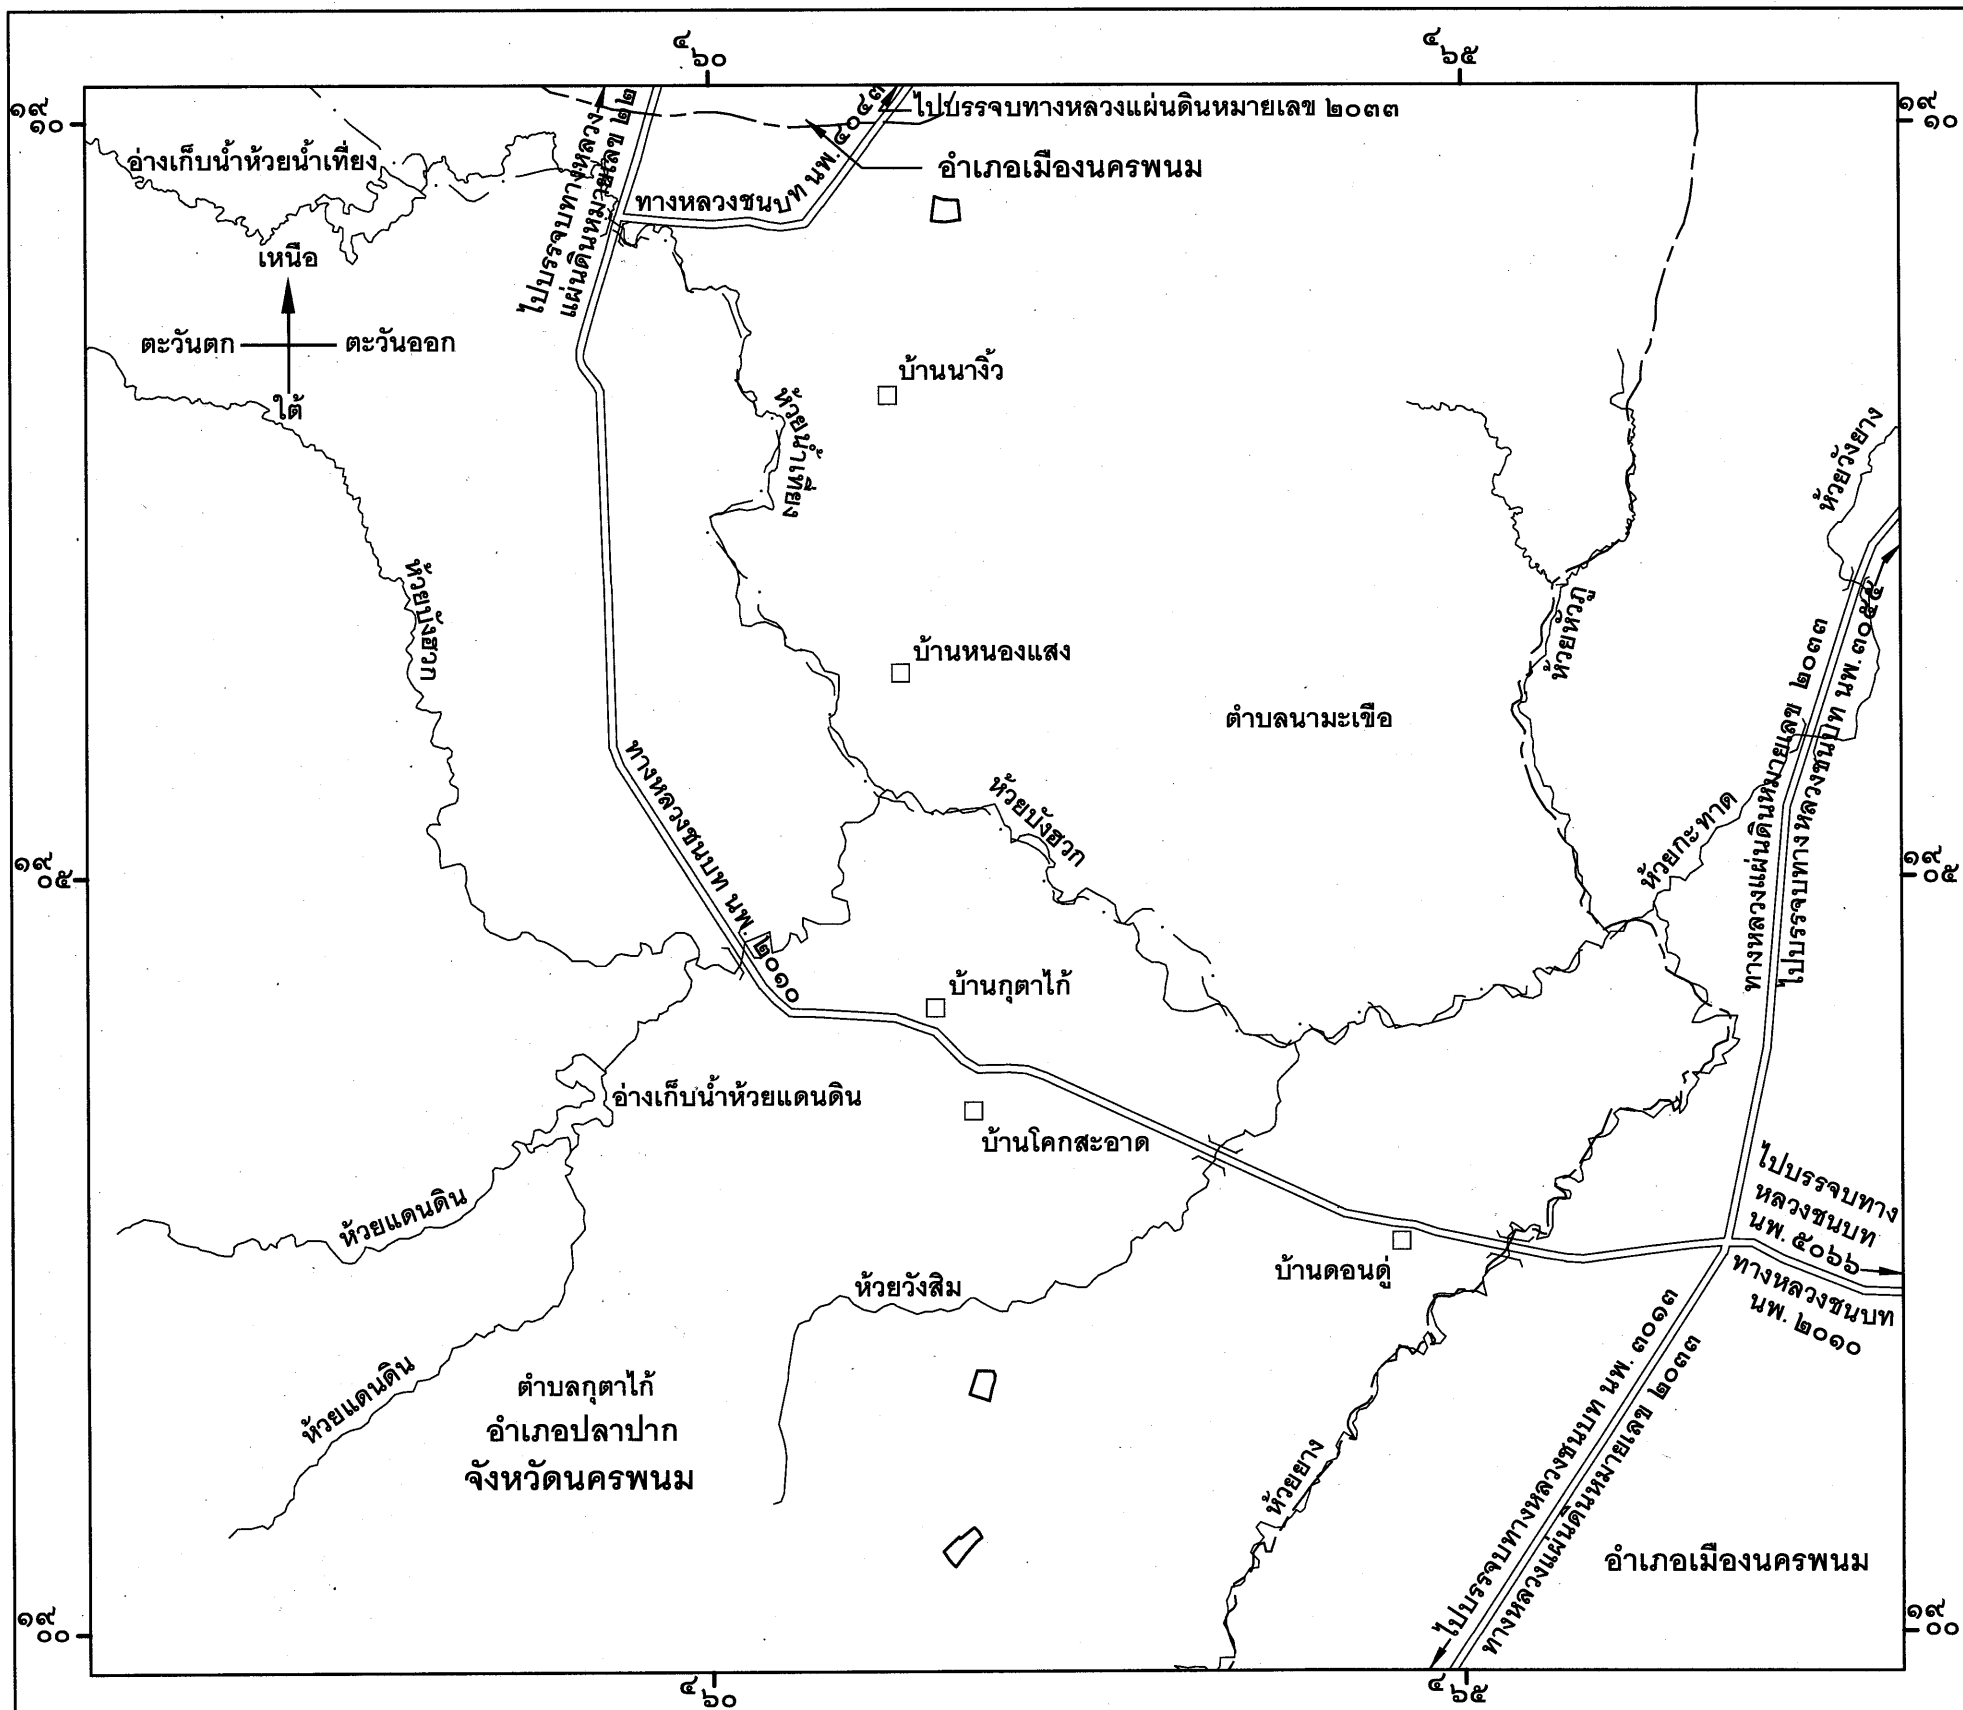 ๔๖๐
๔๖๕
๑๙๑๐
๑๙๑๐
ไปบรรจบทางหลวงแผ่นดินหมายเลข ๒๐๓๓
อ่างเก็บน้ำห้วยน้ำเที่ยง
อำเภอเมืองนครพนม
ทางหลวงชนบท นพ. ๕๐๔๓
ไปบรรจบทางหลวง
แผ่นดินหมายเลข ๒๒
เหนือ
ตะวันตก
ตะวันออก
ใต้
บ้านนางิ้ว
ห้วยน้ำเที่ยง
ห้วยวังยาง
ห้วยบังฮวก
ห้วยหัวภู
บ้านหนองแสง
ตำบลนามะเขือ
ทางหลวงแผ่นดินหมายเลข ๒๐๓๓
ไปบรรจบทางหลวงชนบท นพ. ๓๐๕๕
ทางหลวงชนบท นพ. ๒๐๑๐
ห้วยบังฮวก
ห้วยกะทาด
๑๙๐๕
๑๙๐๕
บ้านกุตาไก้
อ่างเก็บน้ำห้วยแดนดิน
บ้านโคกสะอาด
ห้วยแดนดิน
ไปบรรจบทาง
หลวงชนบท
นพ. ๕๐๖๖
ทางหลวงชนบท
นพ. ๒๐๑๐
บ้านดอนดู่
ห้วยวังสิม
ห้วยแดนดิน
ตำบลกุตาไก้
อำเภอปลาปาก
จังหวัดนครพนม
ห้วยยาง
ไปบรรจบทางหลวงชนบท นพ. ๓๐๑๓
ทางหลวงแผ่นดินหมายเลข ๒๐๓๓
อำเภอเมืองนครพนม
๑๙๐๐
๑๙๐๐
๔๖๐
๔๖๕